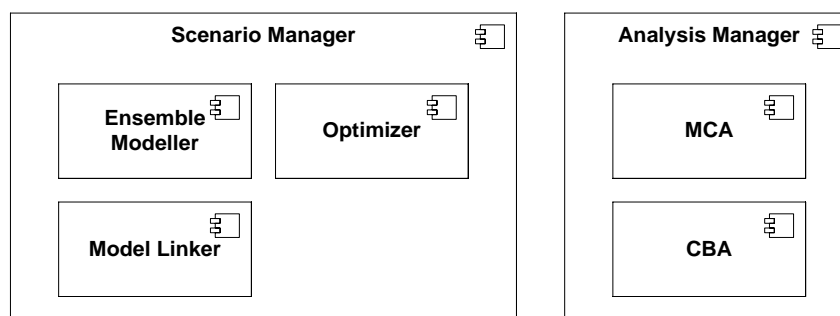 Scenario Manager
Ensemble
Modeller
Optimizer
Model Linker
Analysis Manager
MCA
CBA